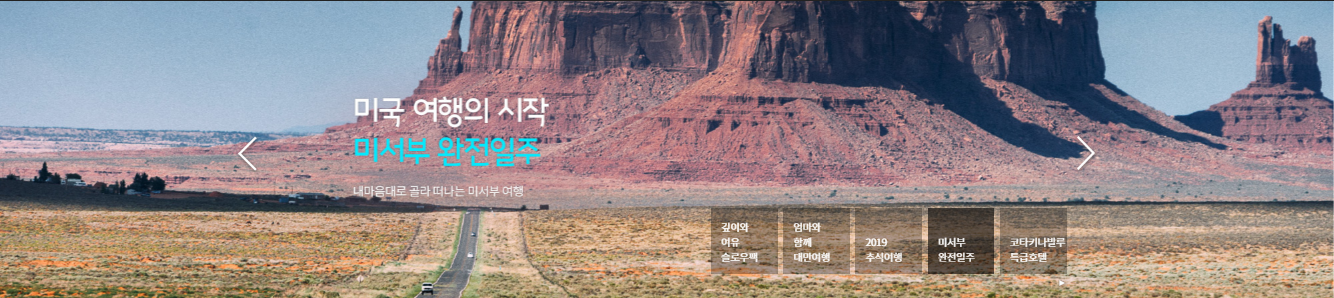 미국 여행의 시작
미서부 완전일주
내마음대로 골라 떠나는 미서부 여행
깊이와
여유
슬로우팩
엄마와
함께
대만여행
2019
추석여행
미서부
완전일주
코타키나발루
특급호텔